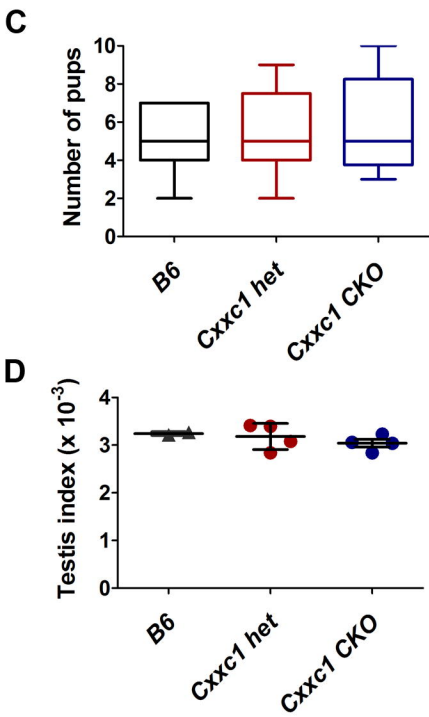 C
Number of pups
10
8
6
4
2
0
B6
Cxxc1 het
Cxxc1 CKO
D
Testis index (x 10⁻³)
4
3
2
1
0
B6
Cxxc1 het
Cxxc1 CKO